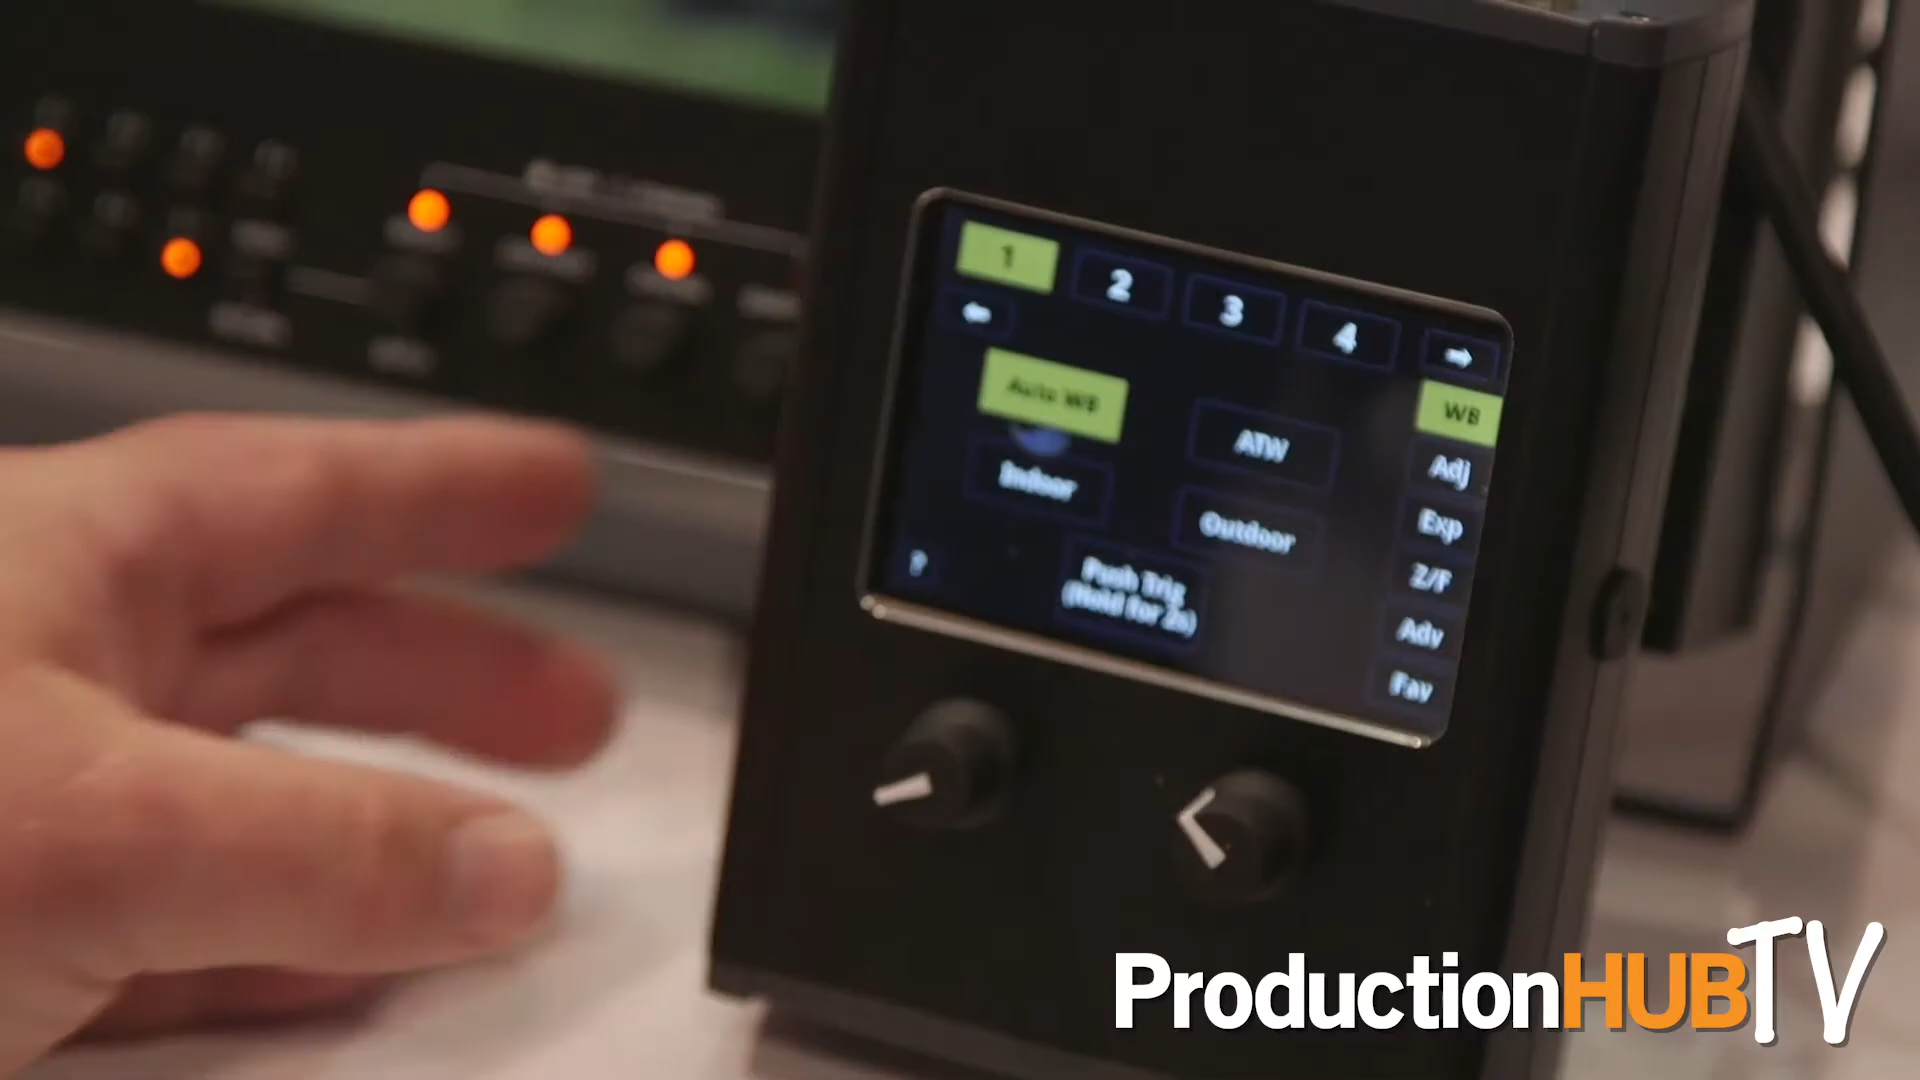 1 2 3 4
← →
Auto WB
WB
ATW
Adj
Indoor
Exp
Outdoor
?
Push Trig
(Hold for 2s)
Z/F
Adv
Fav
ProductionHUBTV